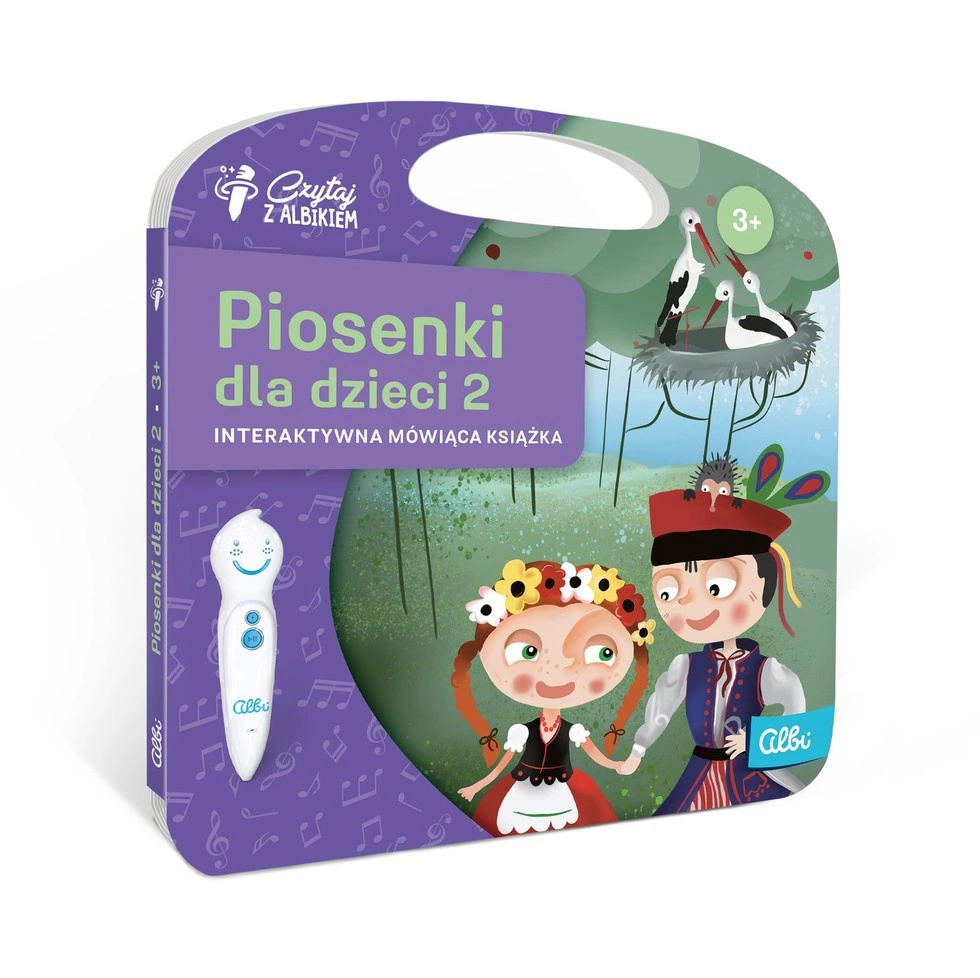 Czytaj
Z ALBIKIEM
3+
Piosenki
dla dzieci 2
INTERAKTYWNA MÓWIĄCA KSIĄŻKA
Piosenki dla dzieci 2 • 3+
Albi
albi
albi